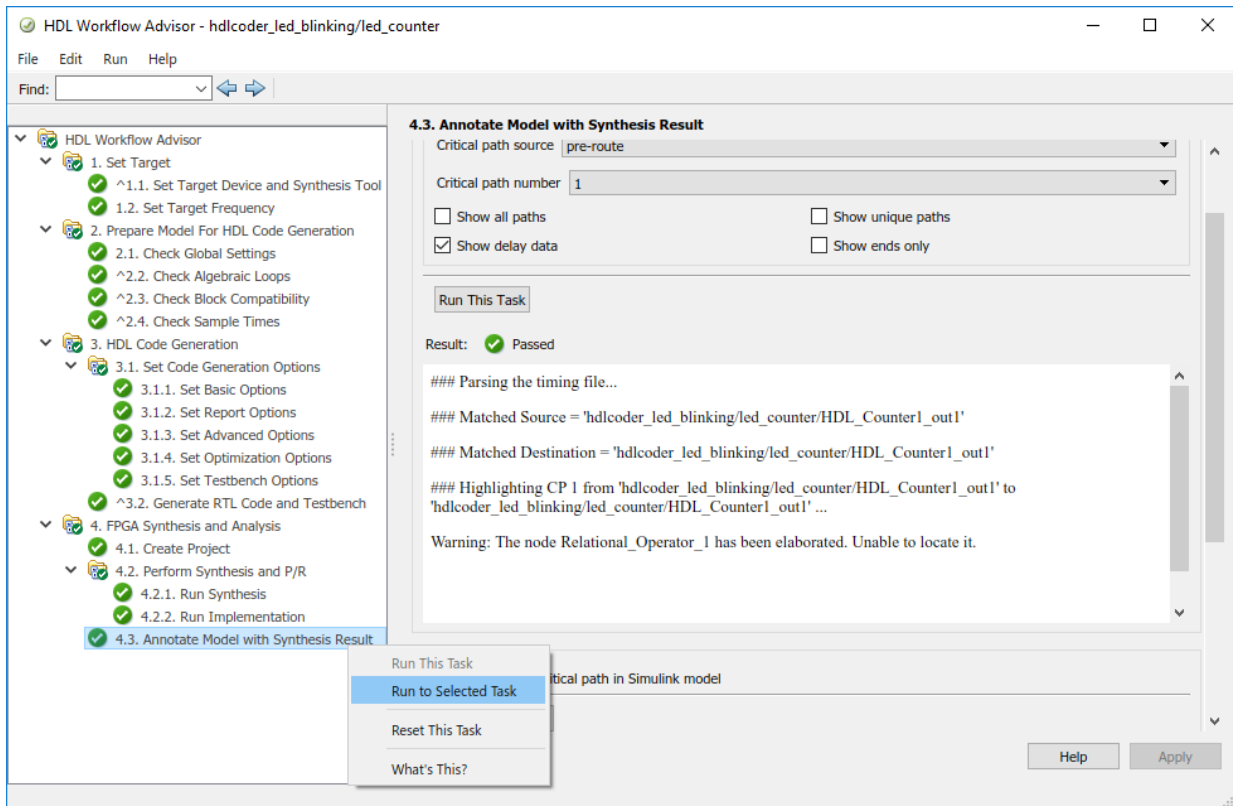 HDL Workflow Advisor - hdlcoder_led_blinking/led_counter
File Edit Run Help
Find:
HDL Workflow Advisor
1. Set Target
^1.1. Set Target Device and Synthesis Tool
1.2. Set Target Frequency
2. Prepare Model For HDL Code Generation
2.1. Check Global Settings
^2.2. Check Algebraic Loops
^2.3. Check Block Compatibility
^2.4. Check Sample Times
3. HDL Code Generation
3.1. Set Code Generation Options
3.1.1. Set Basic Options
3.1.2. Set Report Options
3.1.3. Set Advanced Options
3.1.4. Set Optimization Options
3.1.5. Set Testbench Options
^3.2. Generate RTL Code and Testbench
4. FPGA Synthesis and Analysis
4.1. Create Project
4.2. Perform Synthesis and P/R
4.2.1. Run Synthesis
4.2.2. Run Implementation
4.3. Annotate Model with Synthesis Result
Run This Task
Run to Selected Task
Reset This Task
What's This?
4.3. Annotate Model with Synthesis Result
Critical path source pre-route
Critical path number 1
Show all paths Show unique paths
Show delay data Show ends only
Run This Task
Result: Passed
### Parsing the timing file...
### Matched Source = 'hdlcoder_led_blinking/led_counter/HDL_Counter1_out1'
### Matched Destination = 'hdlcoder_led_blinking/led_counter/HDL_Counter1_out1'
### Highlighting CP 1 from 'hdlcoder_led_blinking/led_counter/HDL_Counter1_out1' to
'hdlcoder_led_blinking/led_counter/HDL_Counter1_out1' ...
Warning: The node Relational_Operator_1 has been elaborated. Unable to locate it.
itical path in Simulink model
Help Apply